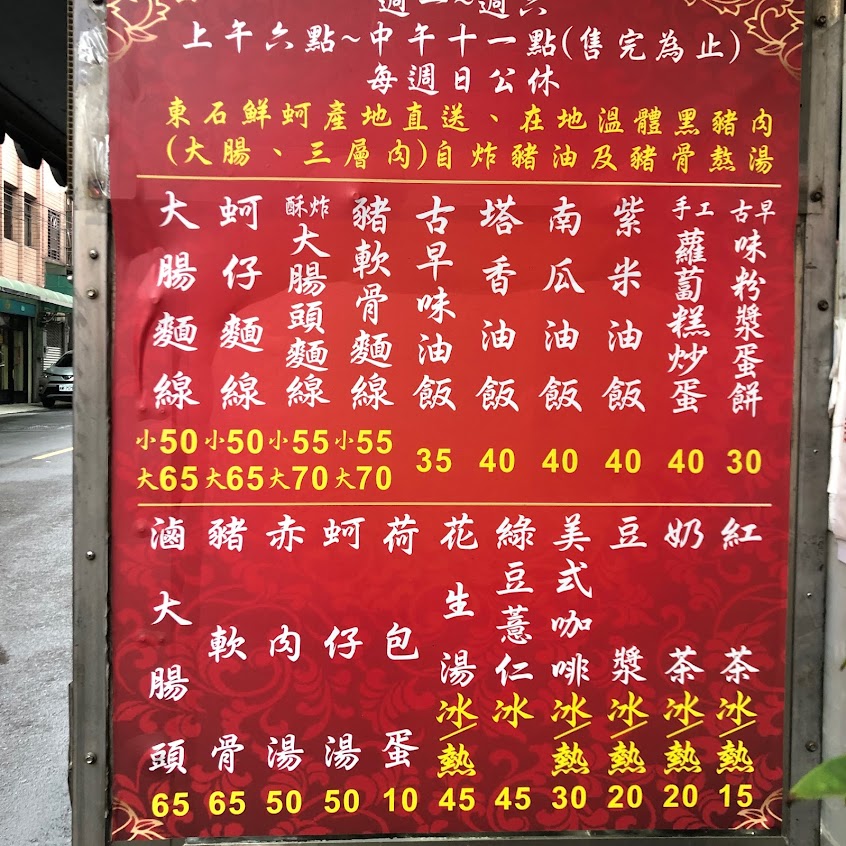 週一~週六
上午六點~中午十一點(售完為止)
每週日公休
東石鮮蚵產地直送、在地溫體黑豬肉
(大腸、三層肉)自炸豬油及豬骨熬湯
大腸麵線 小50 大65
蚵仔麵線 小50 大65
酥炸大腸頭麵線 小55 大70
豬軟骨麵線 小55 大70
古早味油飯 35
塔香油飯 40
南瓜油飯 40
紫米油飯 40
手工蘿蔔糕炒蛋 40
古早味粉漿蛋餅 30
滷大腸頭 65
豬軟骨 65
赤肉湯 50
蚵仔湯 50
荷包蛋 10
花生湯 冰/熱 45
綠豆薏仁 冰 45
美式咖啡 冰/熱 30
豆漿 冰/熱 20
奶茶 冰/熱 20
紅茶 冰/熱 15